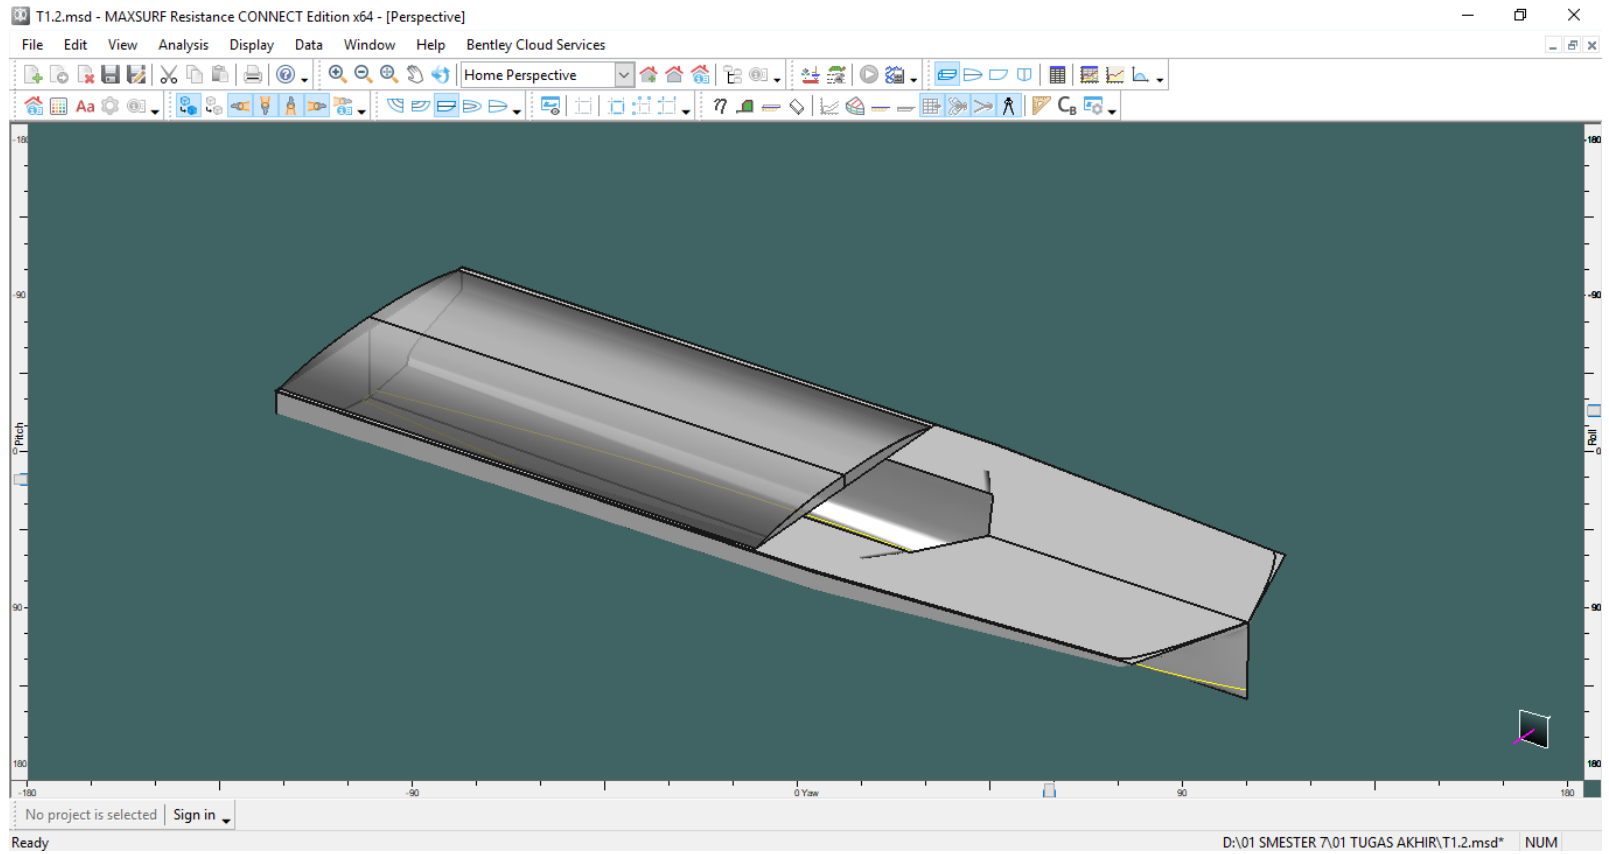 T1.2.msd - MAXSURF Resistance CONNECT Edition x64 - [Perspective]
File Edit View Analysis Display Data Window Help Bentley Cloud Services
Home Perspective
Aa
CB
-180 -180
-90 -90
Pitch Roll
0 0
90 90
180 180
-180 -90 0 Yaw 90 180
No project is selected Sign in
Ready D:\01 SMESTER 7\01 TUGAS AKHIR\T1.2.msd* NUM